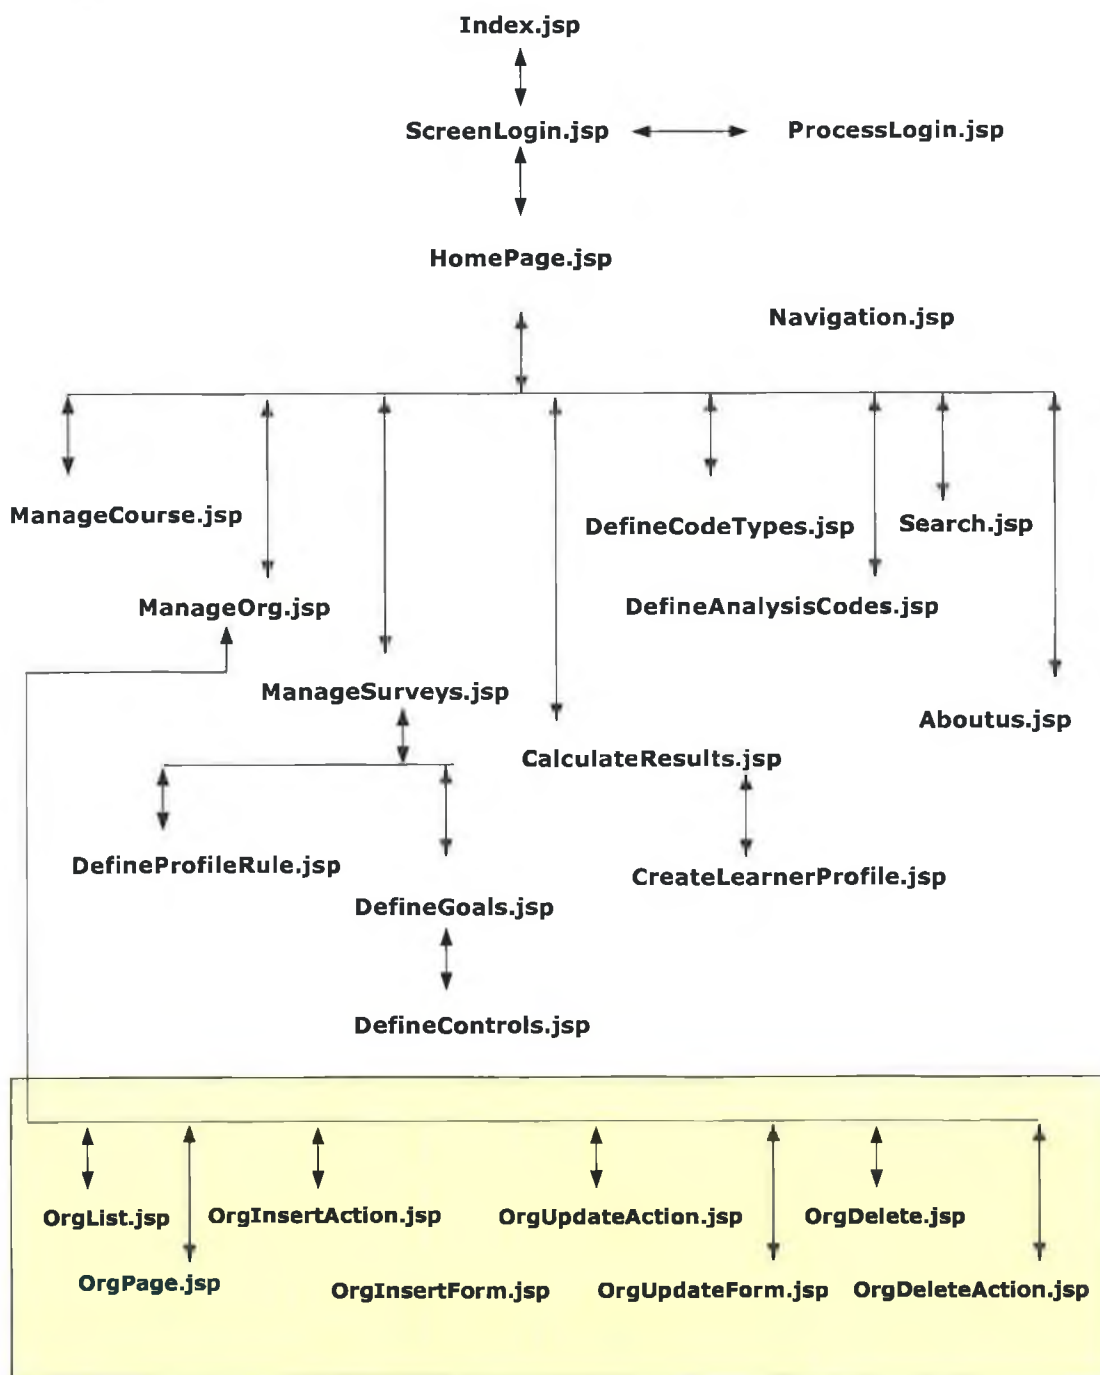 Index.jsp
ScreenLogin.jsp
ProcessLogin.jsp
HomePage.jsp
Navigation.jsp
ManageCourse.jsp
DefineCodeTypes.jsp
Search.jsp
ManageOrg.jsp
DefineAnalysisCodes.jsp
ManageSurveys.jsp
Aboutus.jsp
CalculateResults.jsp
DefineProfileRule.jsp
CreateLearnerProfile.jsp
DefineGoals.jsp
DefineControls.jsp
OrgList.jsp
OrgInsertAction.jsp
OrgUpdateAction.jsp
OrgDelete.jsp
OrgPage.jsp
OrgInsertForm.jsp
OrgUpdateForm.jsp
OrgDeleteAction.jsp